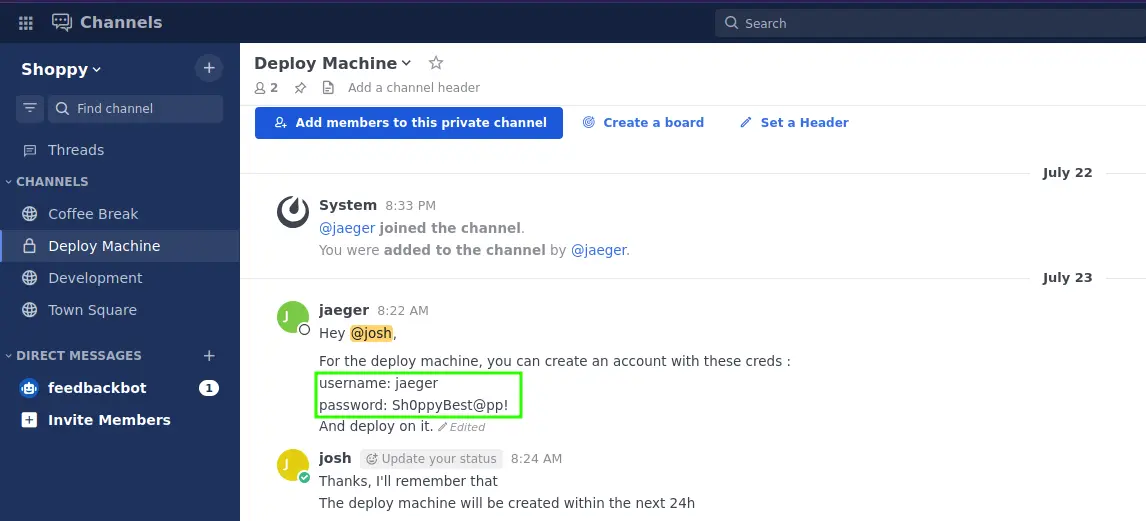 Channels
Search
Shoppy
Find channel
Threads
CHANNELS
Coffee Break
Deploy Machine
Development
Town Square
DIRECT MESSAGES
feedbackbot 1
Invite Members
Deploy Machine
2 Add a channel header
Add members to this private channel Create a board Set a Header
July 22
System 8:33 PM
@jaeger joined the channel.
You were added to the channel by @jaeger.
July 23
J
jaeger 8:22 AM
Hey @josh,
For the deploy machine, you can create an account with these creds :
username: jaeger
password: Sh0ppyBest@pp!
And deploy on it. Edited
J
josh Update your status 8:24 AM
Thanks, I'll remember that
The deploy machine will be created within the next 24h